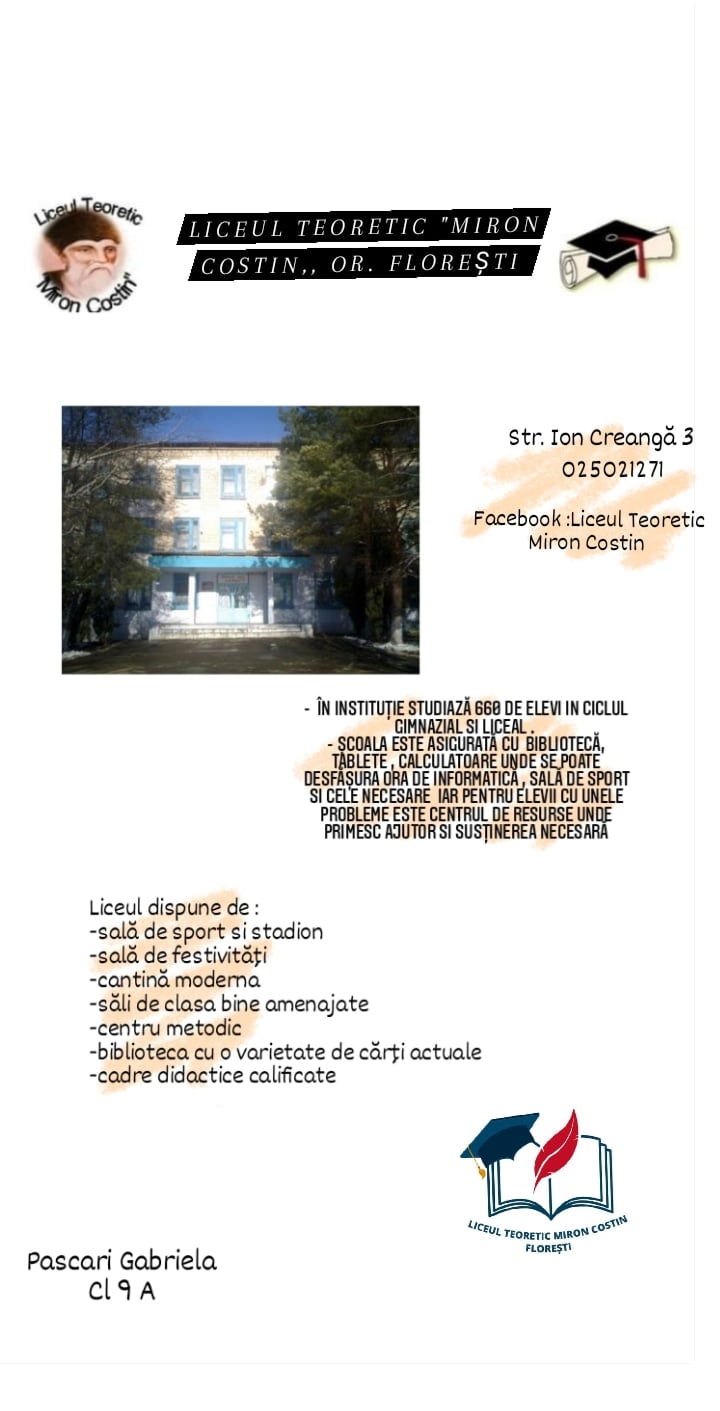 Liceul Teoretic
Miron Costin"
LICEUL TEORETIC "MIRON
COSTIN,, OR. FLOREȘTI
Str. Ion Creangă 3
025021271
Facebook :Liceul Teoretic
Miron Costin
- ÎN INSTITUȚIE STUDIAZĂ 660 DE ELEVI IN CICLUL
GIMNAZIAL SI LICEAL .
- ȘCOALA ESTE ASIGURATĂ CU BIBLIOTECĂ,
TABLETE , CALCULATOARE UNDE SE POATE
DESFĂȘURA ORA DE INFORMATICĂ , SALĂ DE SPORT
SI CELE NECESARE IAR PENTRU ELEVII CU UNELE
PROBLEME ESTE CENTRUL DE RESURSE UNDE
PRIMESC AJUTOR SI SUSȚINEREA NECESARĂ
Liceul dispune de :
-sală de sport si stadion
-sală de festivități
-cantină moderna
-săli de clasa bine amenajate
-centru metodic
-biblioteca cu o varietate de cărți actuale
-cadre didactice calificate
LICEUL TEORETIC MIRON COSTIN
FLOREȘTI
Pascari Gabriela
Cl 9 A